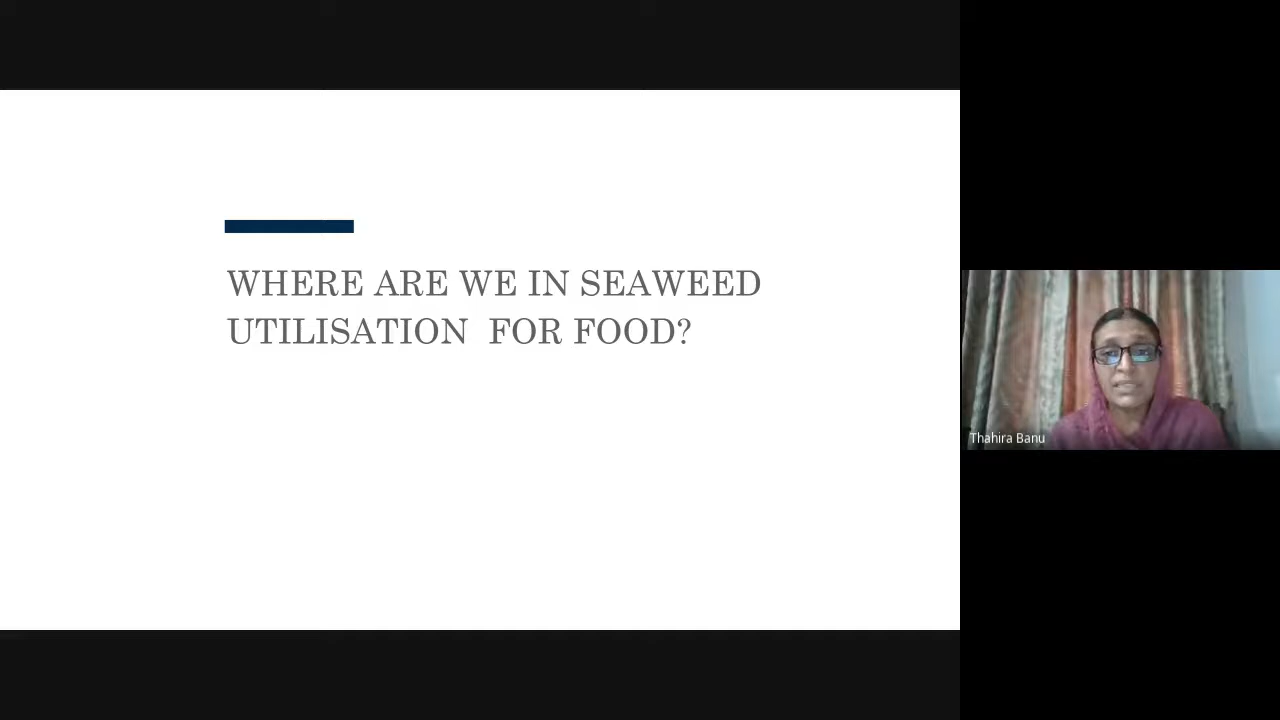 WHERE ARE WE IN SEAWEED
UTILISATION FOR FOOD?
Thahira Banu